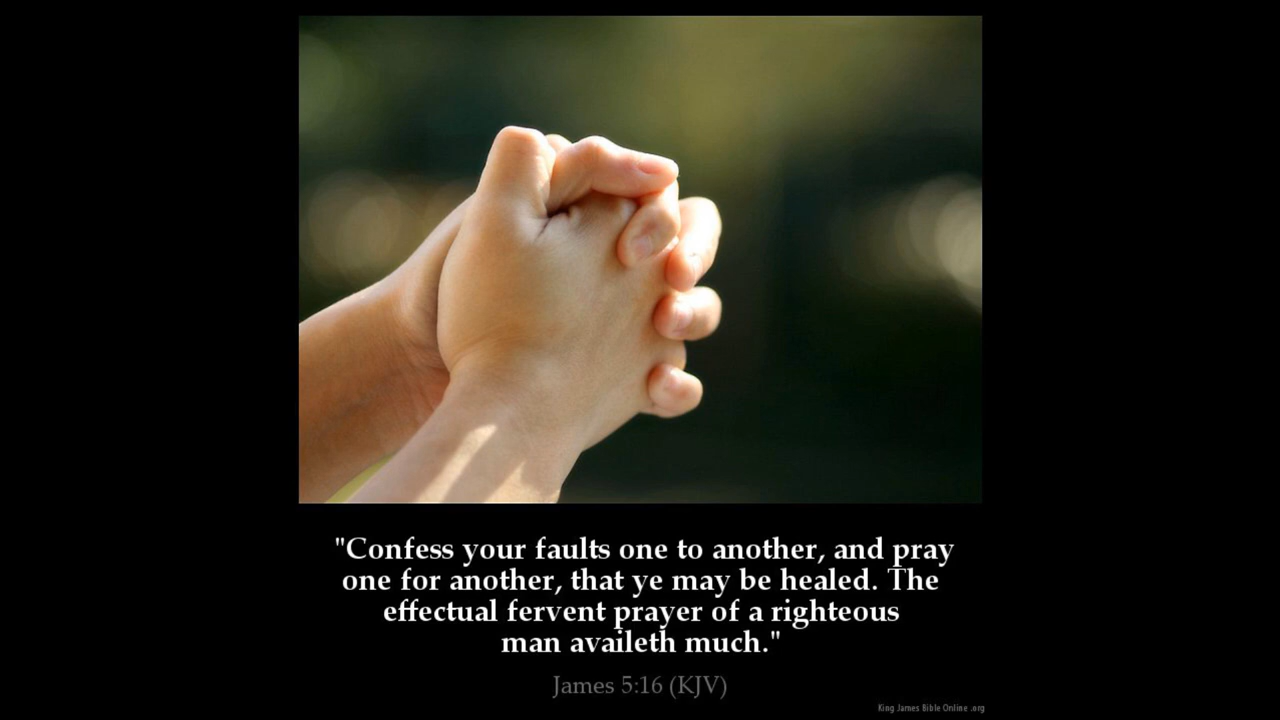 "Confess your faults one to another, and pray
one for another, that ye may be healed. The
effectual fervent prayer of a righteous
man availeth much."
James 5:16 (KJV)
King James Bible Online .org